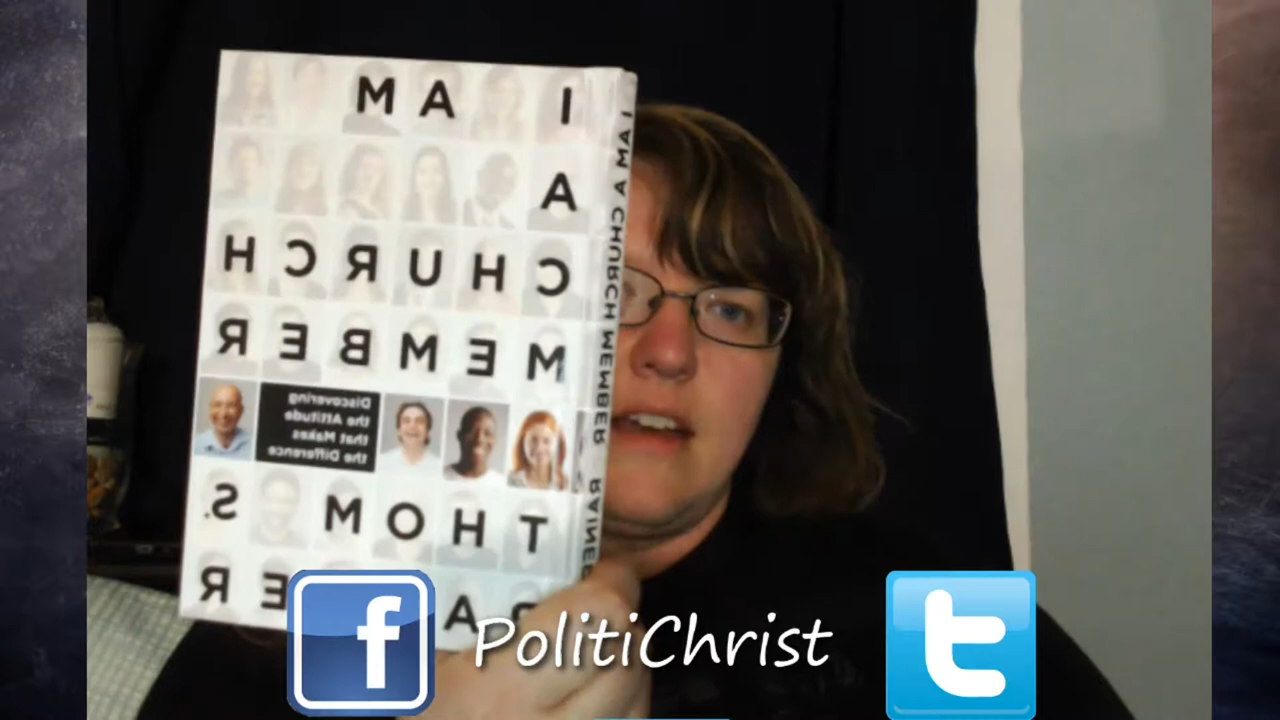 I AM
A
CHURCH
MEMBER
Discovering
the Attitude
that Makes
the Difference
THOM S.
I AM A CHURCH MEMBER RAINER
PolitiChrist
f
t